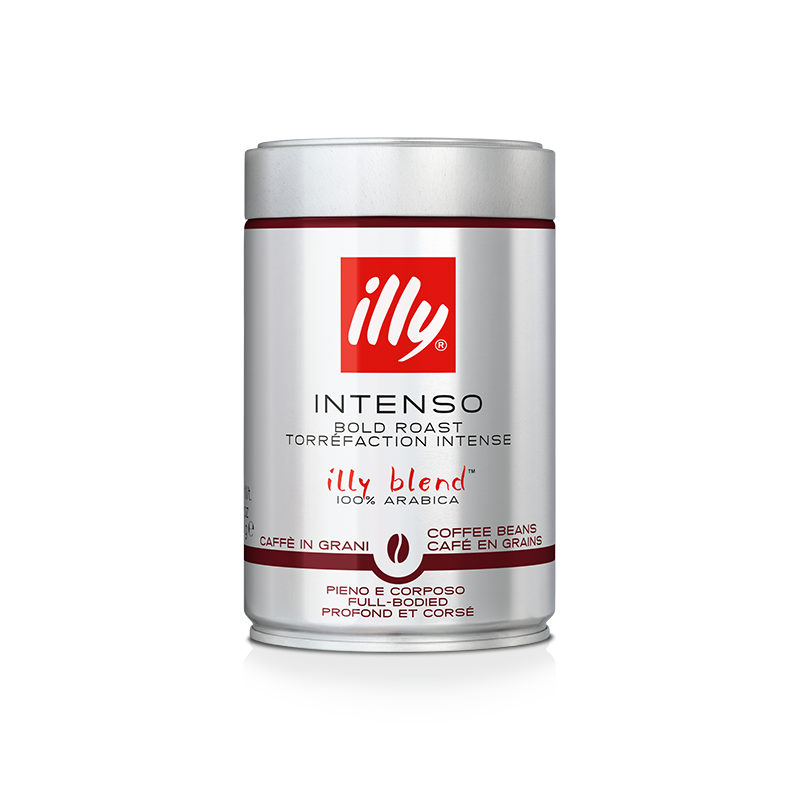 illy®
INTENSO
BOLD ROAST
TORRÉFACTION INTENSE
illy blend™
100% ARABICA
CAFFÈ IN GRANI
COFFEE BEANS
CAFÉ EN GRAINS
PIENO E CORPOSO
FULL-BODIED
PROFOND ET CORSÉ